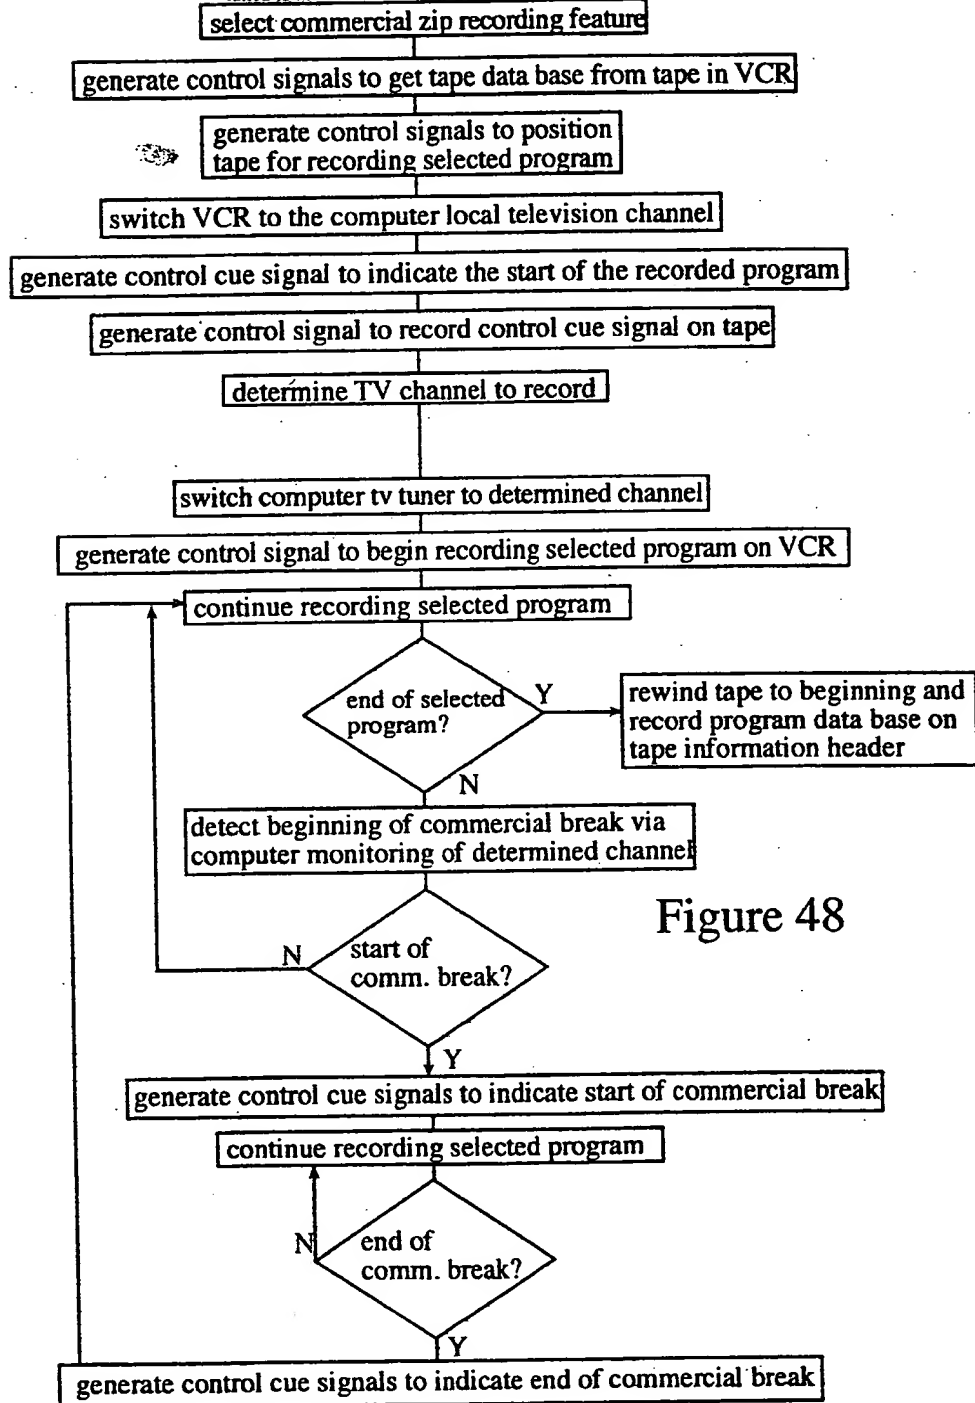 select commercial zip recording feature
generate control signals to get tape data base from tape in VCR
generate control signals to position
tape for recording selected program
switch VCR to the computer local television channel
generate control cue signal to indicate the start of the recorded program
generate control signal to record control cue signal on tape
determine TV channel to record
switch computer tv tuner to determined channel
generate control signal to begin recording selected program on VCR
continue recording selected program
end of selected
program?
Y
rewind tape to beginning and
record program data base on
tape information header
N
detect beginning of commercial break via
computer monitoring of determined channel
Figure 48
N
start of
comm. break?
Y
generate control cue signals to indicate start of commercial break
continue recording selected program
N
end of
comm. break?
Y
generate control cue signals to indicate end of commercial break